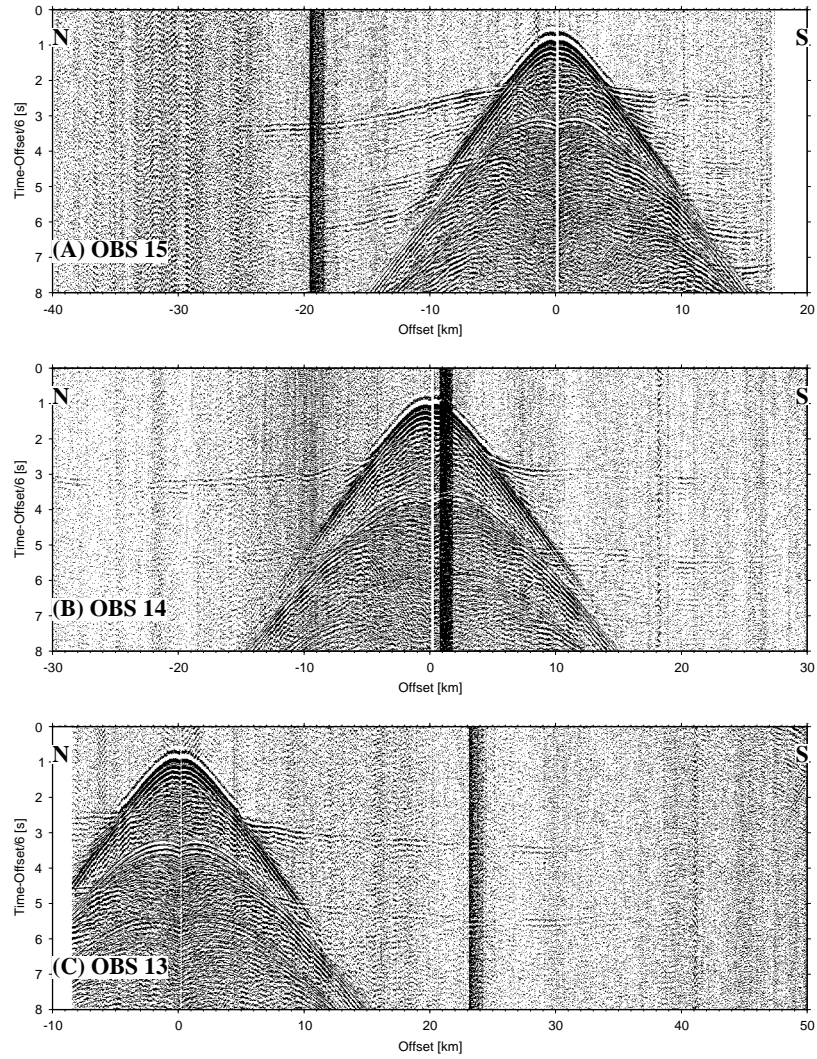 0
1
2
3
4
5
6
7
8
Time-Offset/6 [s]
N
S
(A) OBS 15
-40 -30 -20 -10 0 10 20
Offset [km]
0
1
2
3
4
5
6
7
8
Time-Offset/6 [s]
N
S
(B) OBS 14
-30 -20 -10 0 10 20 30
Offset [km]
0
1
2
3
4
5
6
7
8
Time-Offset/6 [s]
N
S
(C) OBS 13
-10 0 10 20 30 40 50
Offset [km]